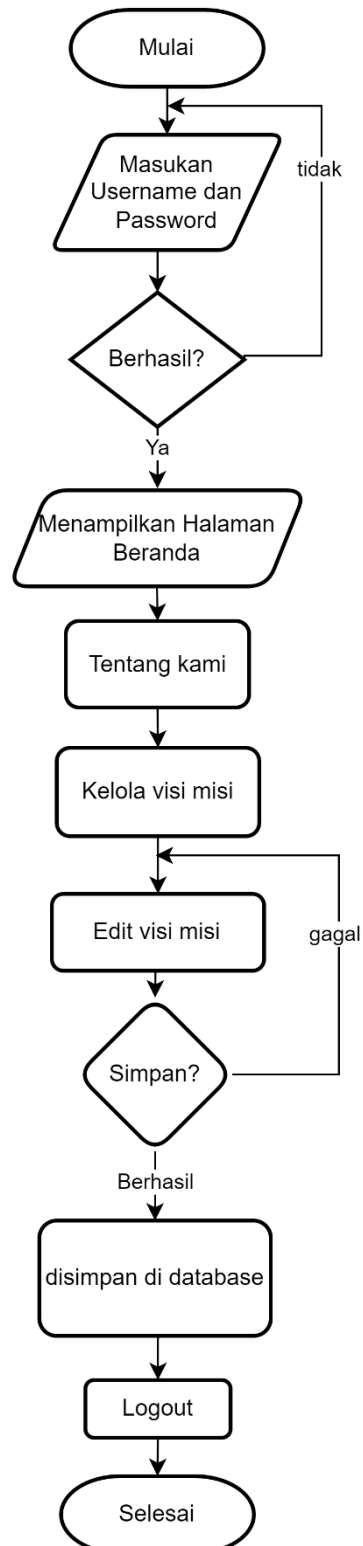 Mulai
Masukan
Username dan
Password
tidak
Berhasil?
Ya
Menampilkan Halaman
Beranda
Tentang kami
Kelola visi misi
Edit visi misi
gagal
Simpan?
Berhasil
disimpan di database
Logout
Selesai